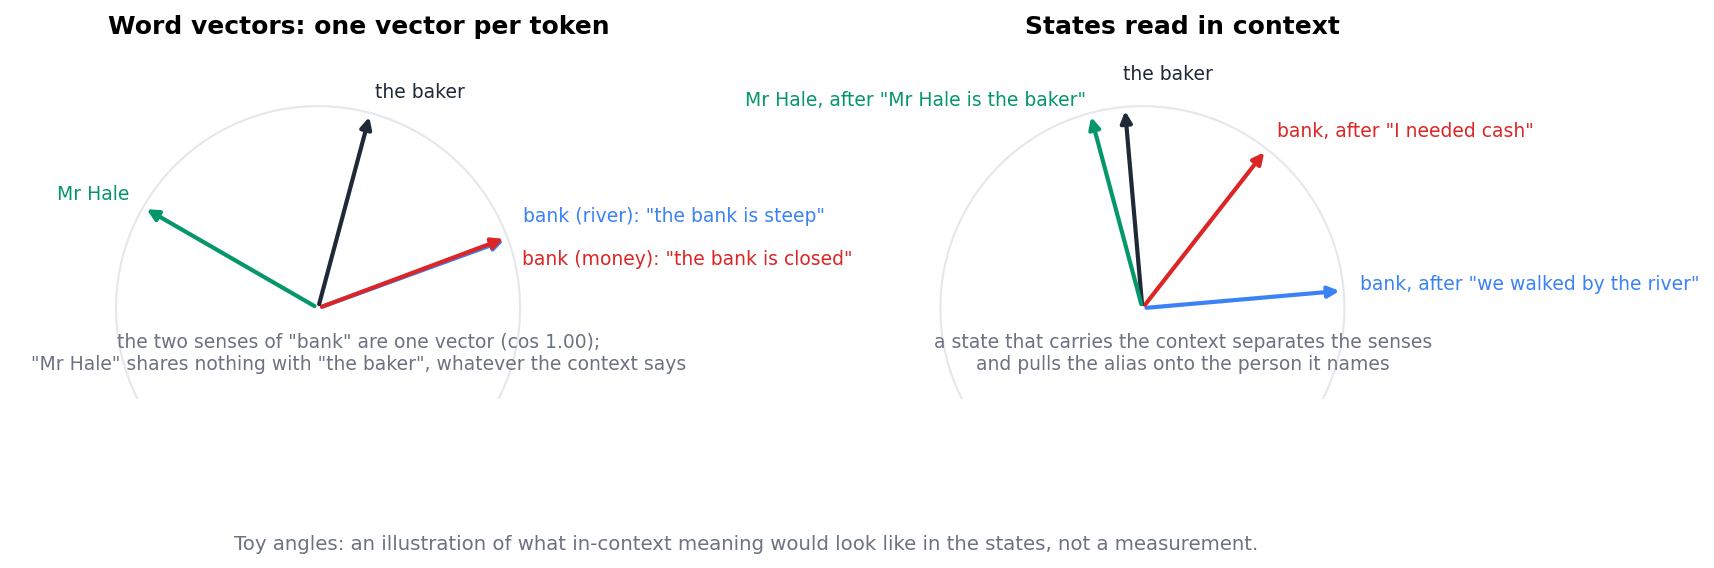 Word vectors: one vector per token
the baker
Mr Hale
bank (river): "the bank is steep"
bank (money): "the bank is closed"
the two senses of "bank" are one vector (cos 1.00);
"Mr Hale" shares nothing with "the baker", whatever the context says
States read in context
the baker
Mr Hale, after "Mr Hale is the baker"
bank, after "I needed cash"
bank, after "we walked by the river"
a state that carries the context separates the senses
and pulls the alias onto the person it names
Toy angles: an illustration of what in-context meaning would look like in the states, not a measurement.